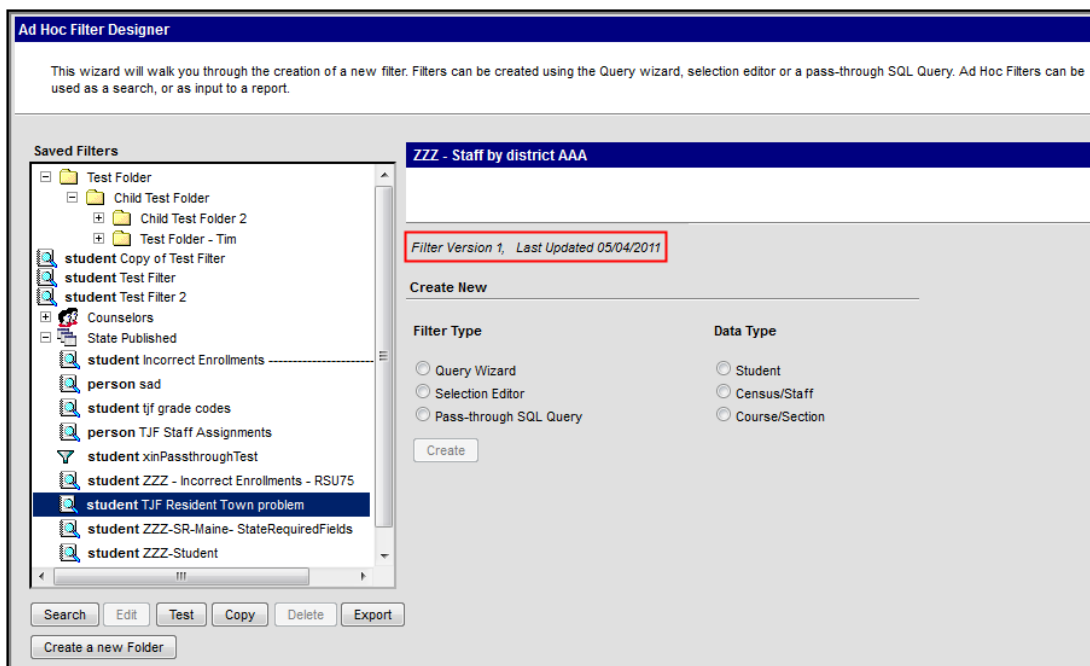 Ad Hoc Filter Designer
This wizard will walk you through the creation of a new filter. Filters can be created using the Query wizard, selection editor or a pass-through SQL Query. Ad Hoc Filters can be
used as a search, or as input to a report.
Saved Filters
Test Folder
Child Test Folder
Child Test Folder 2
Test Folder - Tim
student Copy of Test Filter
student Test Filter
student Test Filter 2
Counselors
State Published
student Incorrect Enrollments ----------------------
person sad
student tjf grade codes
person TJF Staff Assignments
student xinPassthroughTest
student ZZZ - Incorrect Enrollments - RSU75
student TJF Resident Town problem
student ZZZ-SR-Maine- StateRequiredFields
student ZZZ-Student
Search Edit Test Copy Delete Export
Create a new Folder
ZZZ - Staff by district AAA
Filter Version 1, Last Updated 05/04/2011
Create New
Filter Type Data Type
Query Wizard Student
Selection Editor Census/Staff
Pass-through SQL Query Course/Section
Create